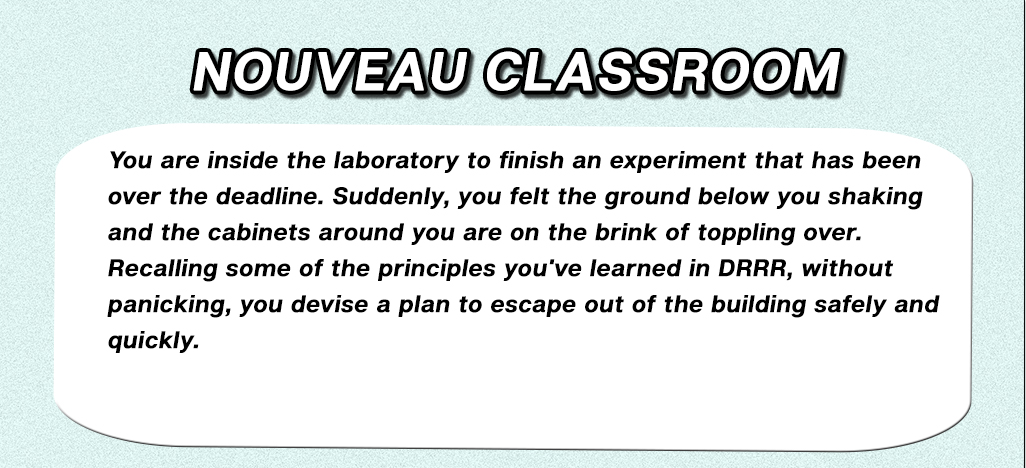 NOUVEAU CLASSROOM
You are inside the laboratory to finish an experiment that has been
over the deadline. Suddenly, you felt the ground below you shaking
and the cabinets around you are on the brink of toppling over.
Recalling some of the principles you've learned in DRRR, without
panicking, you devise a plan to escape out of the building safely and
quickly.